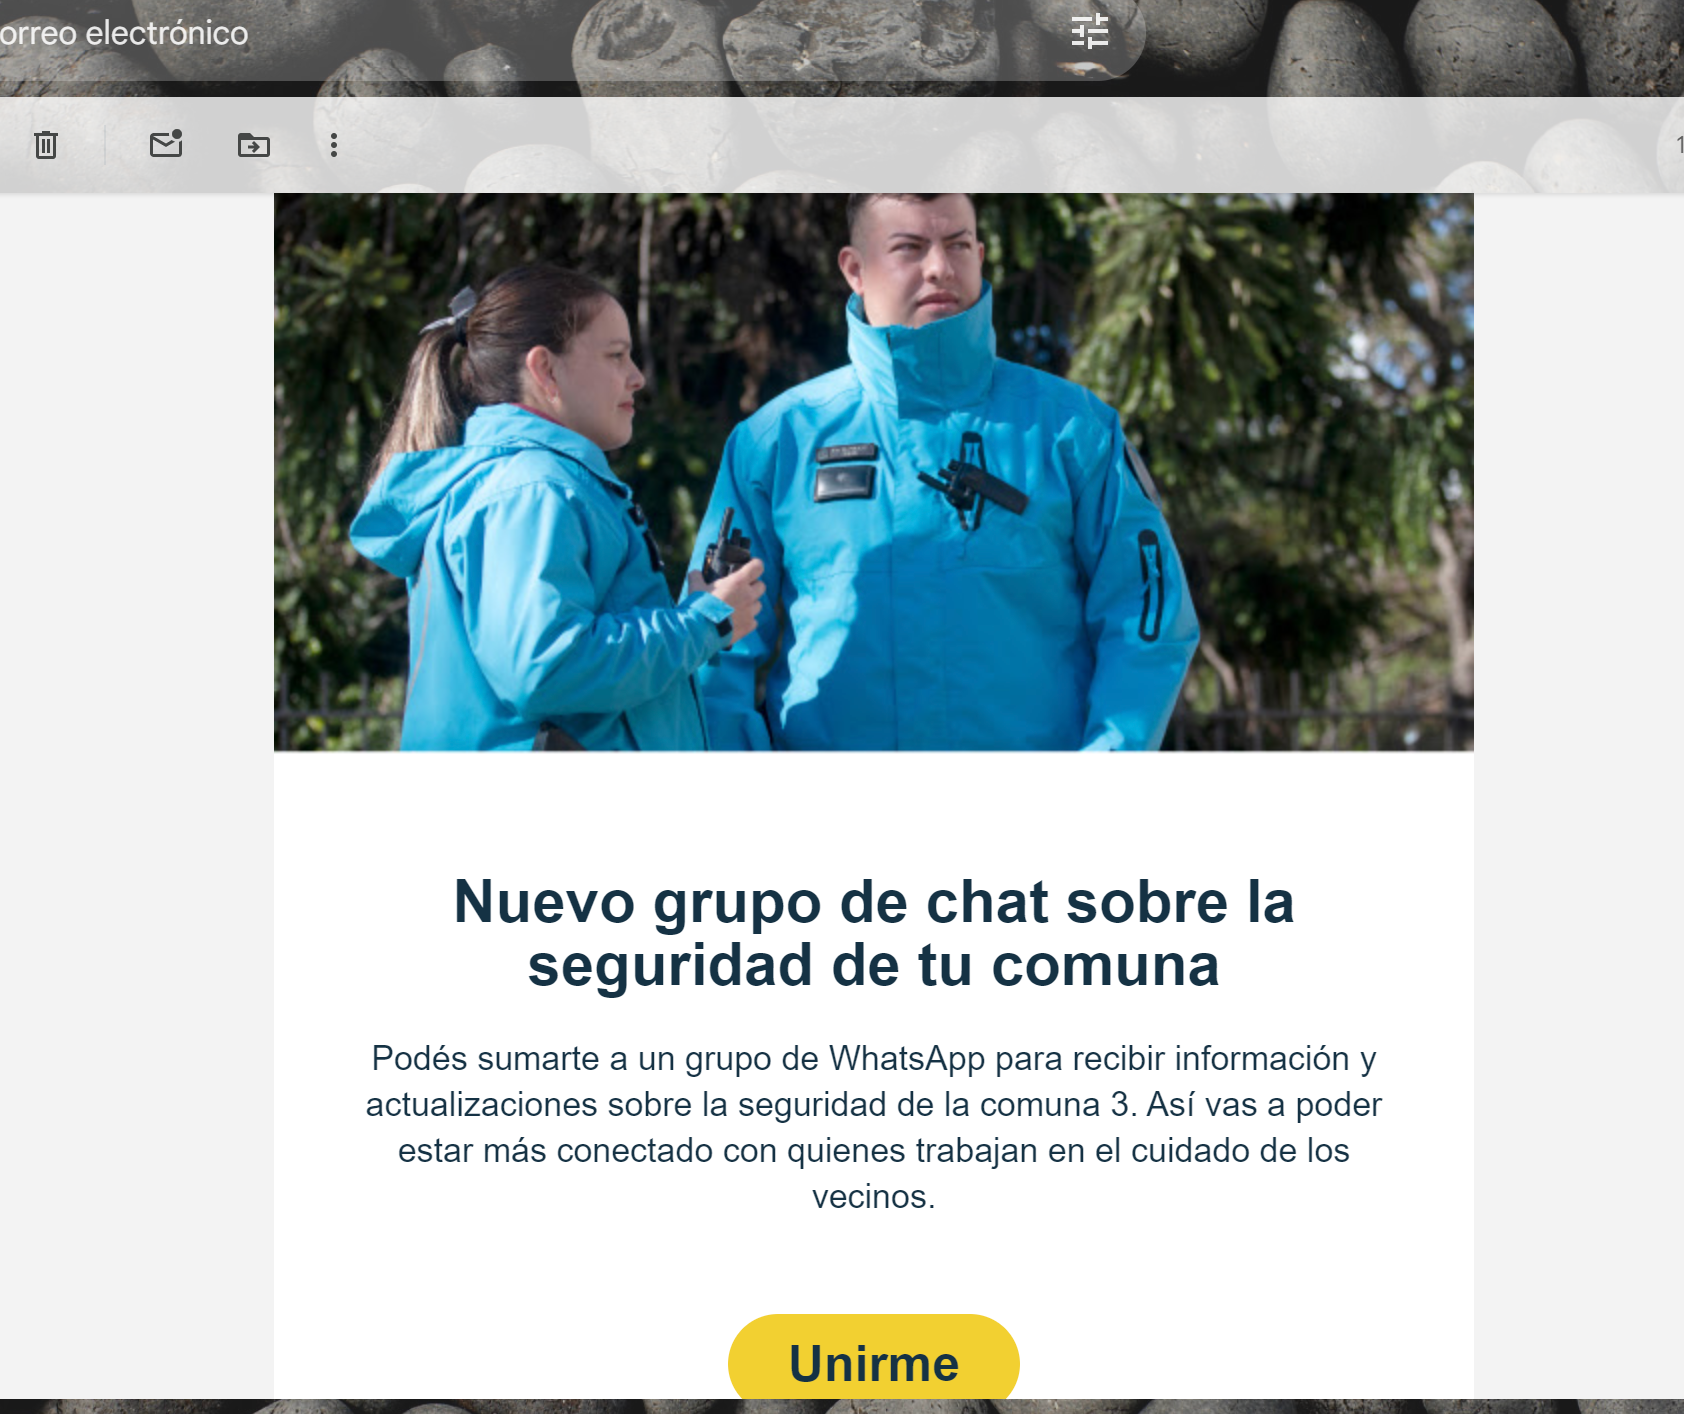 orreo electrónico
1
Nuevo grupo de chat sobre la
seguridad de tu comuna
Podés sumarte a un grupo de WhatsApp para recibir información y
actualizaciones sobre la seguridad de la comuna 3. Así vas a poder
estar más conectado con quienes trabajan en el cuidado de los
vecinos.
Unirme